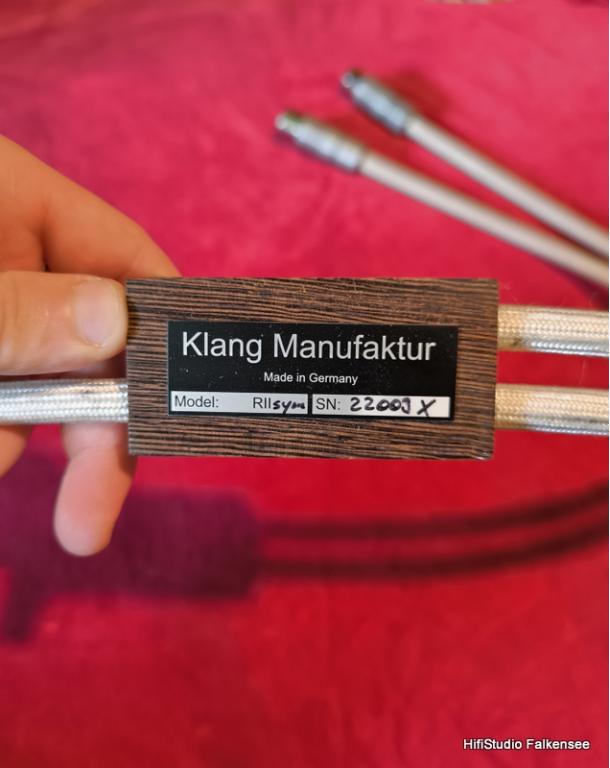 Klang Manufaktur
Made in Germany
Model: RIIsym SN: 22009 X
HifiStudio Falkensee